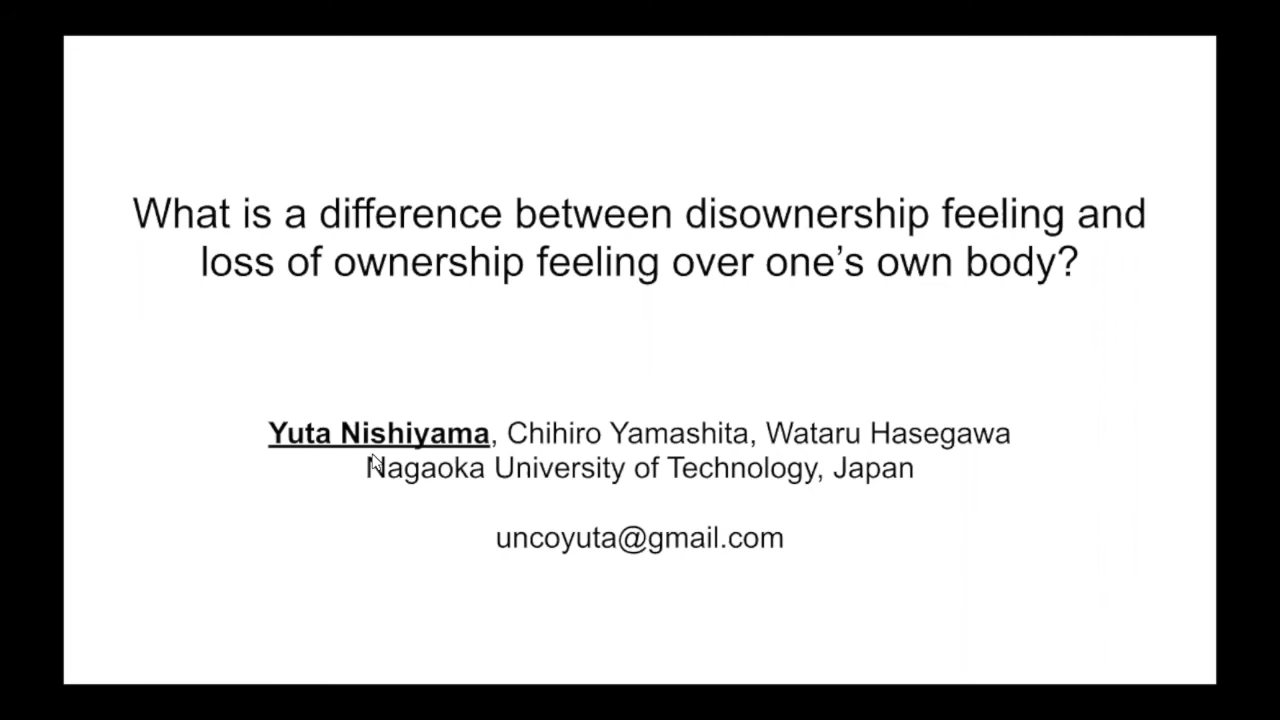 What is a difference between disownership feeling and
loss of ownership feeling over one’s own body?
Yuta Nishiyama, Chihiro Yamashita, Wataru Hasegawa
Nagaoka University of Technology, Japan
uncoyuta@gmail.com